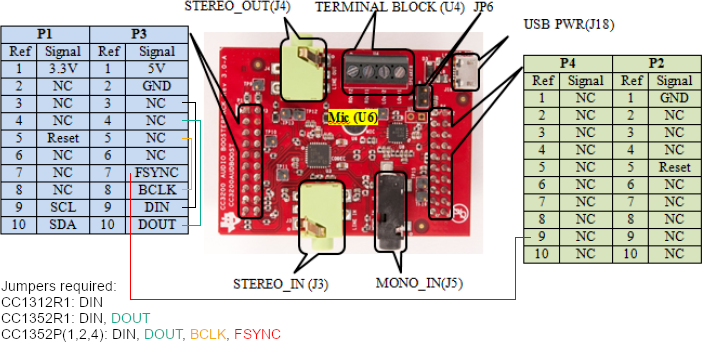 STEREO_OUT(J4)
TERMINAL BLOCK (U4)
JP6
USB PWR(J18)
P1 P3
Ref Signal Ref Signal
1 3.3V 1 5V
2 NC 2 GND
3 NC 3 NC
4 NC 4 NC
5 Reset 5 NC
6 NC 6 NC
7 NC 7 FSYNC
8 NC 8 BCLK
9 SCL 9 DIN
10 SDA 10 DOUT
Mic (U6)
CC3200 AUDIO BOOSTER
CC3200AUDBOOST
P4 P2
Ref Signal Ref Signal
1 NC 1 GND
2 NC 2 NC
3 NC 3 NC
4 NC 4 NC
5 NC 5 Reset
6 NC 6 NC
7 NC 7 NC
8 NC 8 NC
9 NC 9 NC
10 NC 10 NC
STEREO_IN (J3)
MONO_IN(J5)
Jumpers required:
CC1312R1: DIN
CC1352R1: DIN, DOUT
CC1352P(1,2,4): DIN, DOUT, BCLK, FSYNC